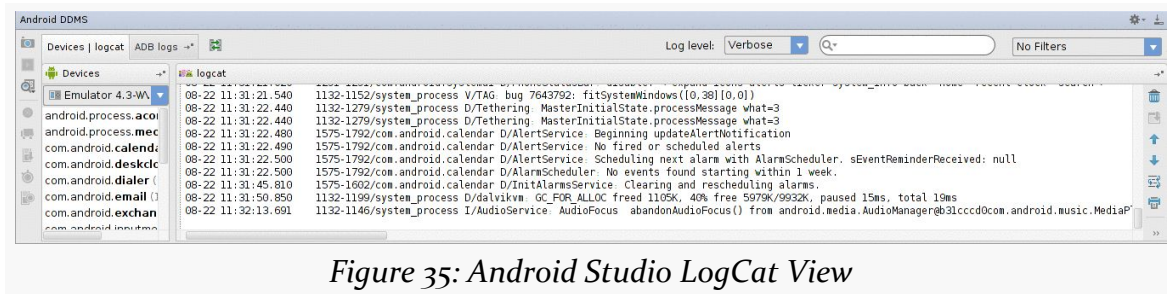 Android DDMS
Devices | logcat ADB logs
Log level: Verbose No Filters
Devices
logcat
Emulator 4.3-W
android.process.aco
android.process.med
com.android.calenda
com.android.deskclo
com.android.dialer (
com.android.email (1
com.android.exchan
com.android.inputme
08-22 11:31:21.540 1132-1152/system_process V/TAG: bug 7643792: fitSystemWindows([0,38][0,0])
08-22 11:31:22.440 1132-1279/system_process D/Tethering: MasterInitialState.processMessage what=3
08-22 11:31:22.440 1132-1279/system_process D/Tethering: MasterInitialState.processMessage what=3
08-22 11:31:22.480 1575-1792/com.android.calendar D/AlertService: Beginning updateAlertNotification
08-22 11:31:22.490 1575-1792/com.android.calendar D/AlertService: No fired or scheduled alerts
08-22 11:31:22.500 1575-1792/com.android.calendar D/AlertService: Scheduling next alarm with AlarmScheduler. sEventReminderReceived: null
08-22 11:31:22.500 1575-1792/com.android.calendar D/AlarmScheduler: No events found starting within 1 week.
08-22 11:31:45.810 1575-1602/com.android.calendar D/InitAlarmsService: Clearing and rescheduling alarms.
08-22 11:31:50.850 1132-1199/system_process D/dalvikvm: GC_FOR_ALLOC freed 1105K, 40% free 5979K/9932K, paused 15ms, total 19ms
08-22 11:32:13.691 1132-1146/system_process I/AudioService: AudioFocus abandonAudioFocus() from android.media.AudioManager@b31cccd0com.android.music.MediaP
Figure 35: Android Studio LogCat View